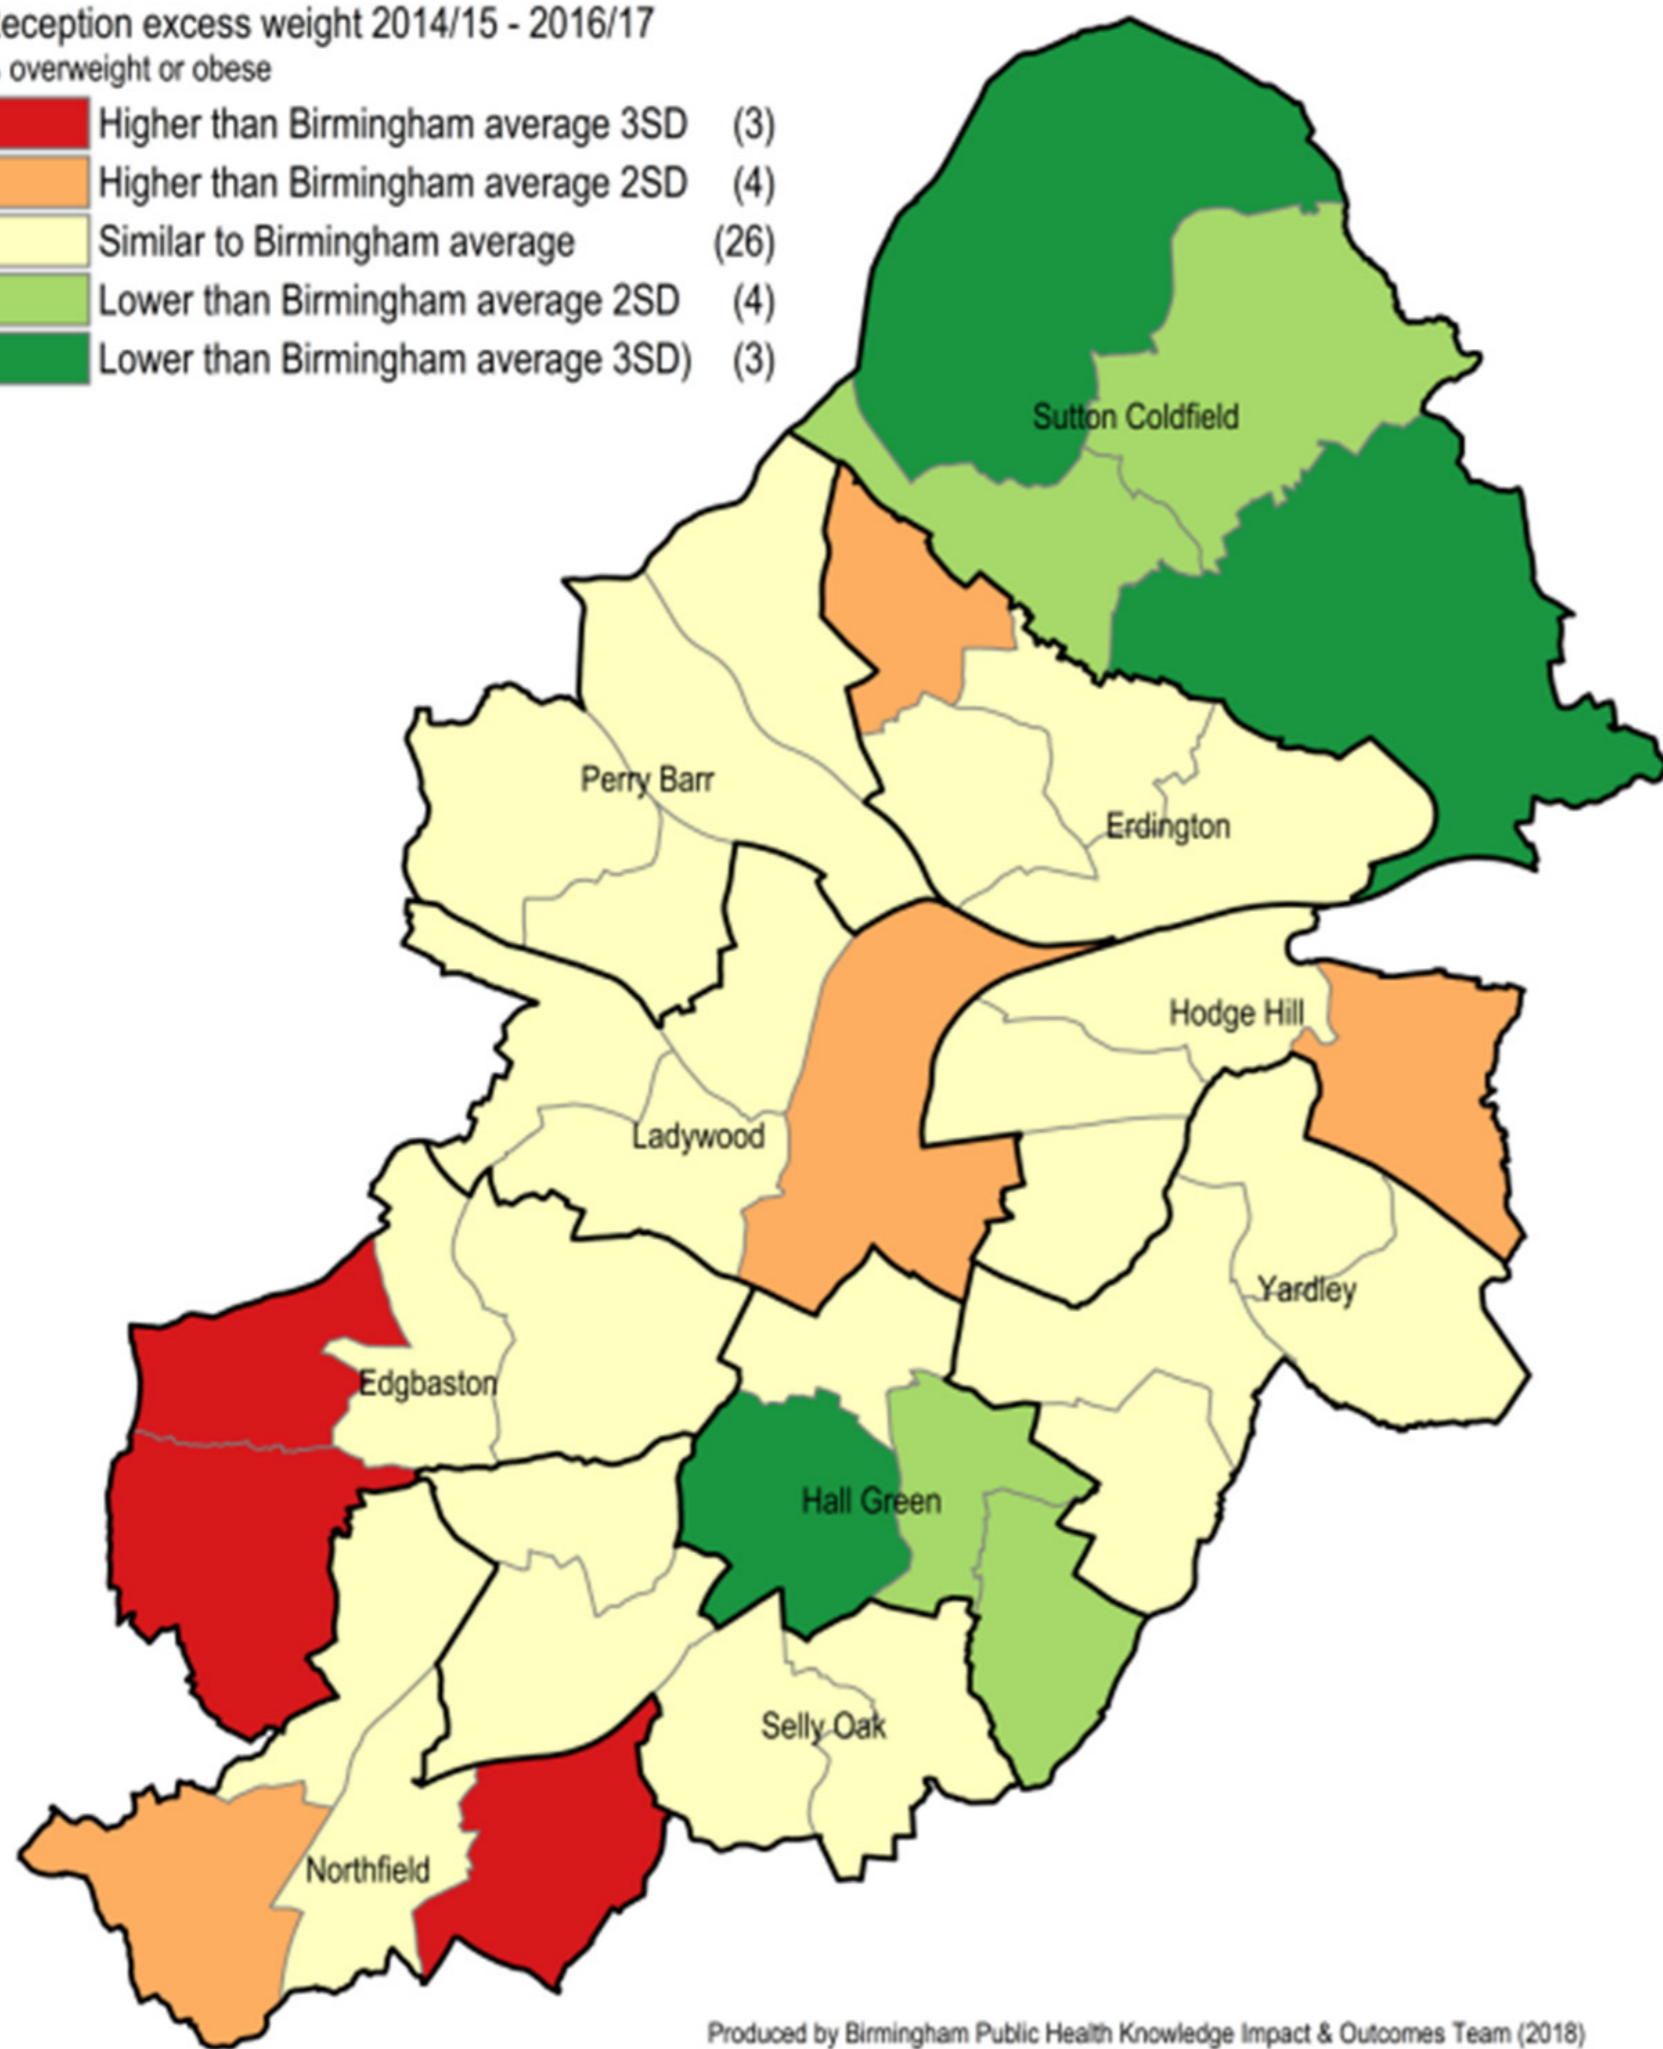 eception excess weight 2014/15 - 2016/17
overweight or obese
Higher than Birmingham average 3SD (3)
Higher than Birmingham average 2SD (4)
Similar to Birmingham average (26)
Lower than Birmingham average 2SD (4)
Lower than Birmingham average 3SD) (3)
Sutton Coldfield
Perry Barr
Erdington
Hodge Hill
Ladywood
Yardley
Edgbaston
Hall Green
Selly Oak
Northfield
Produced by Birmingham Public Health Knowledge Impact & Outcomes Team (2018)